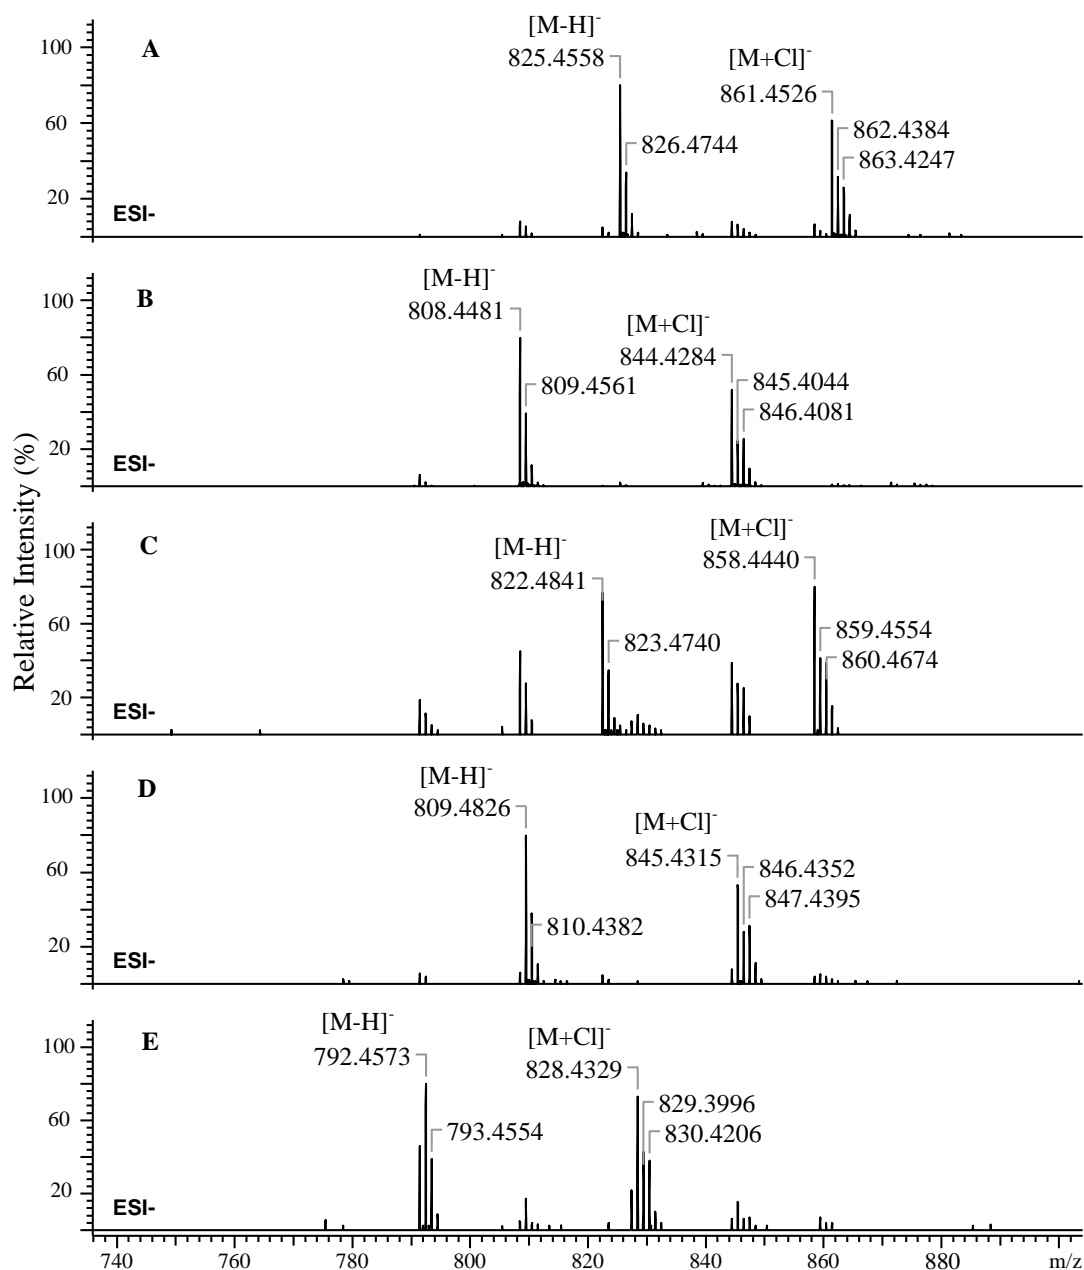 Relative Intensity (%)
A
[M-H]-
825.4558
826.4744
[M+Cl]-
861.4526
862.4384
863.4247
100
60
20
ESI-
B
[M-H]-
808.4481
809.4561
[M+Cl]-
844.4284
845.4044
846.4081
100
60
20
ESI-
C
[M-H]-
822.4841
823.4740
[M+Cl]-
858.4440
859.4554
860.4674
100
60
20
ESI-
D
[M-H]-
809.4826
810.4382
[M+Cl]-
845.4315
846.4352
847.4395
100
60
20
ESI-
E
[M-H]-
792.4573
793.4554
[M+Cl]-
828.4329
829.3996
830.4206
100
60
20
ESI-
740 760 780 800 820 840 860 880 m/z